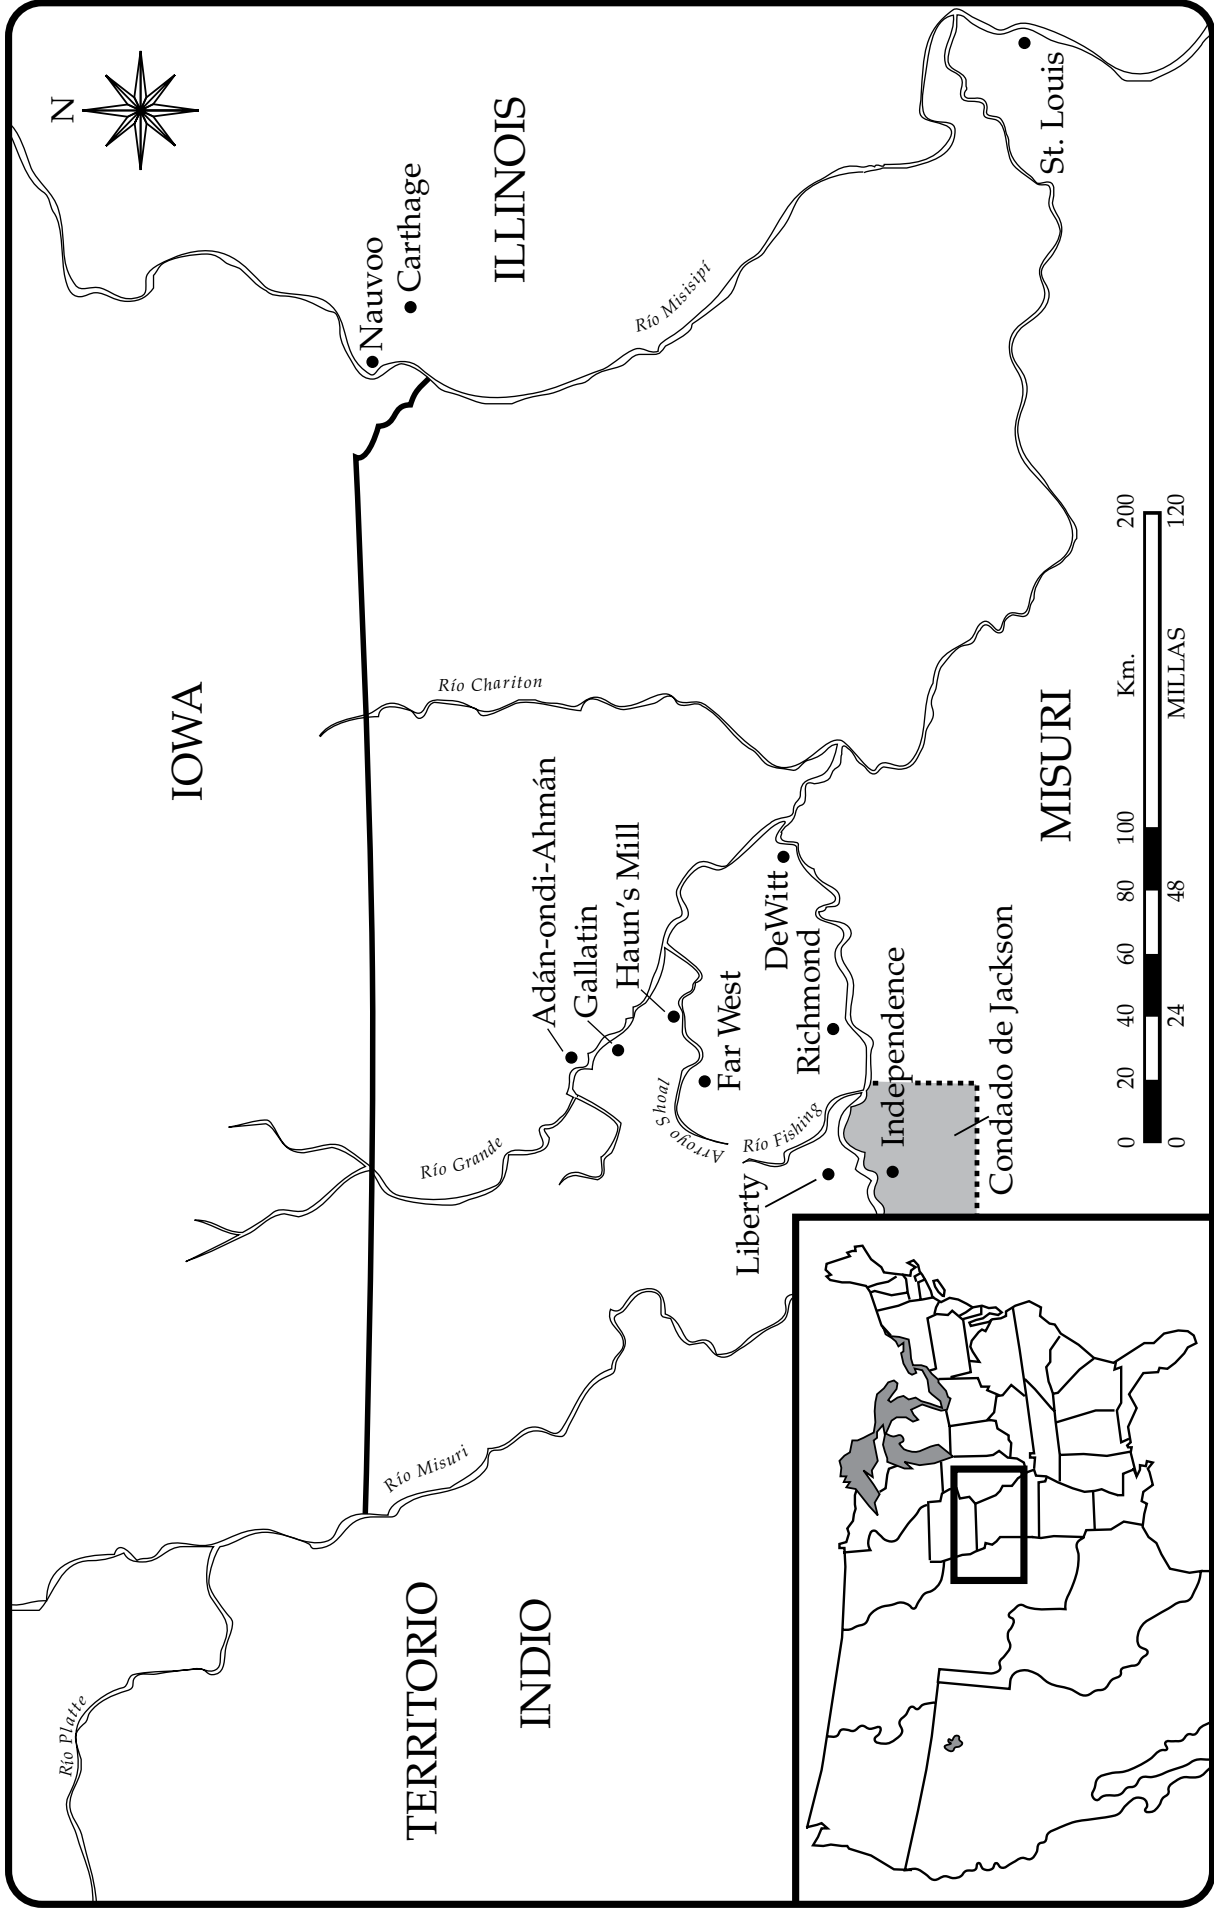 N
IOWA
ILLINOIS
Nauvoo
Carthage
Río Misisipí
St. Louis
Río Chariton
Adán-ondi-Ahmán
Gallatin
Haun's Mill
Río Grande
Far West
Arroyo Shoal
DeWitt
Richmond
Río Fishing
Liberty
Independence
Condado de Jackson
MISURI
Río Platte
Río Misuri
TERRITORIO
INDIO
0 20 40 60 80 100 Km. 200
0 24 48 MILLAS 120